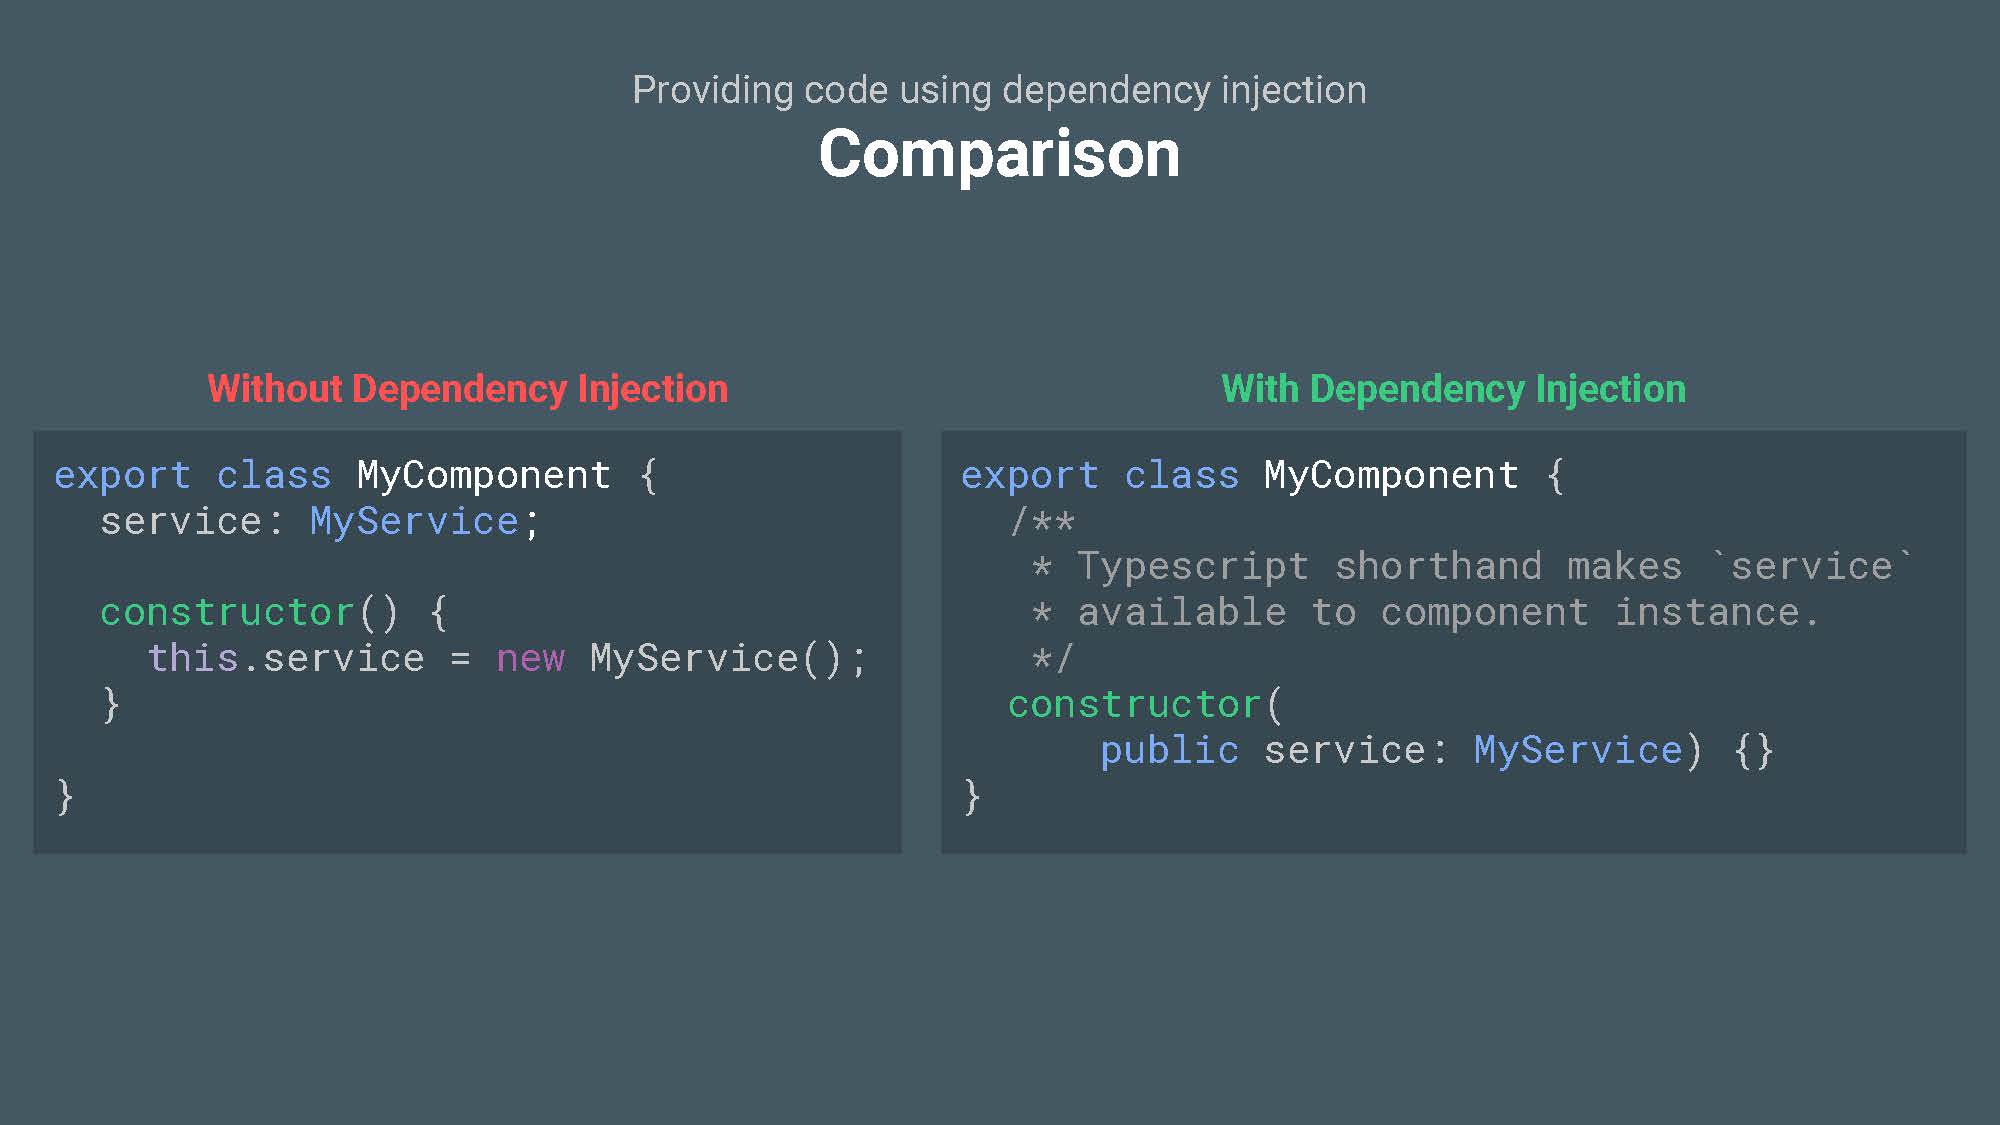 Providing code using dependency injection
Comparison
Without Dependency Injection
export class MyComponent {
  service: MyService;

  constructor() {
    this.service = new MyService();
  }

}
With Dependency Injection
export class MyComponent {
  /**
   * Typescript shorthand makes `service`
   * available to component instance.
   */
  constructor(
      public service: MyService) {}
}